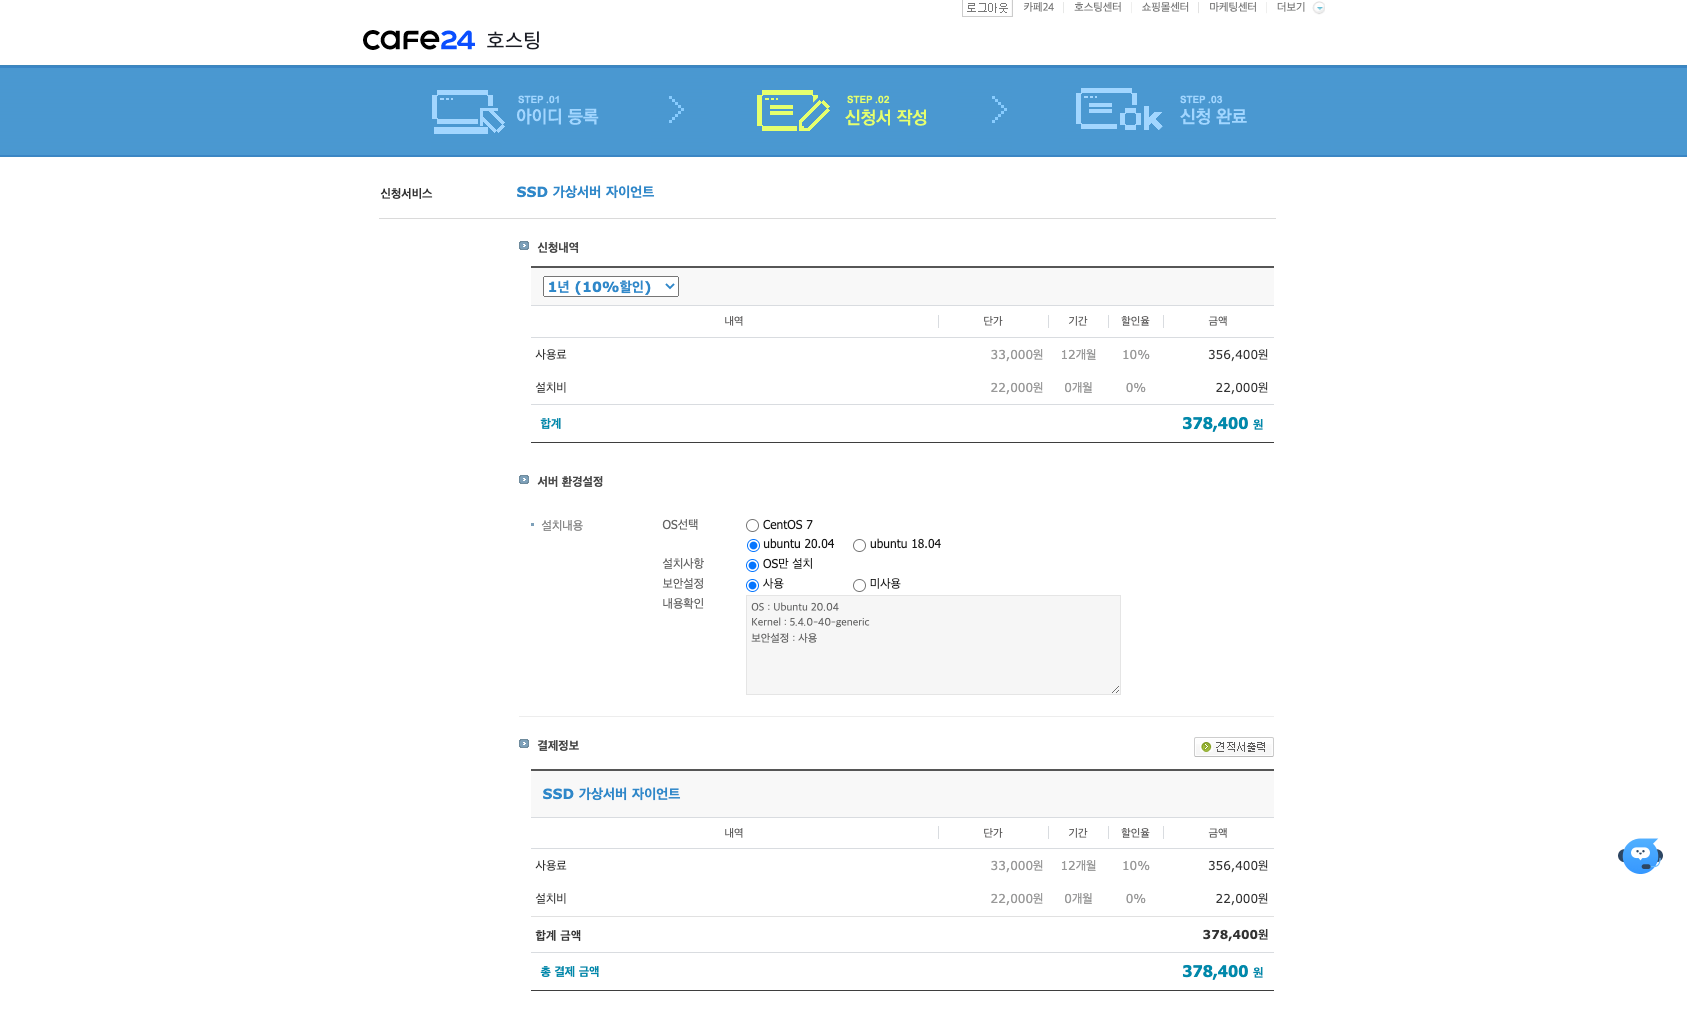 로그아웃 카페24 호스팅센터 쇼핑몰센터 마케팅센터 더보기
cafe24 호스팅
STEP .01
아이디 등록
STEP .02
신청서 작성
ok
STEP .03
신청 완료
신청서비스 SSD 가상서버 자이언트
신청내역
1년 (10%할인)
내역 단가 기간 할인율 금액
사용료 33,000원 12개월 10% 356,400원
설치비 22,000원 0개월 0% 22,000원
합계 378,400 원
서버 환경설정
설치내용 OS선택 CentOS 7
ubuntu 20.04 ubuntu 18.04
설치사항 OS만 설치
보안설정 사용 미사용
내용확인
OS : Ubuntu 20.04
Kernel : 5.4.0-40-generic
보안설정 : 사용
결제정보 견적서출력
SSD 가상서버 자이언트
내역 단가 기간 할인율 금액
사용료 33,000원 12개월 10% 356,400원
설치비 22,000원 0개월 0% 22,000원
합계 금액 378,400원
총 결제 금액 378,400 원